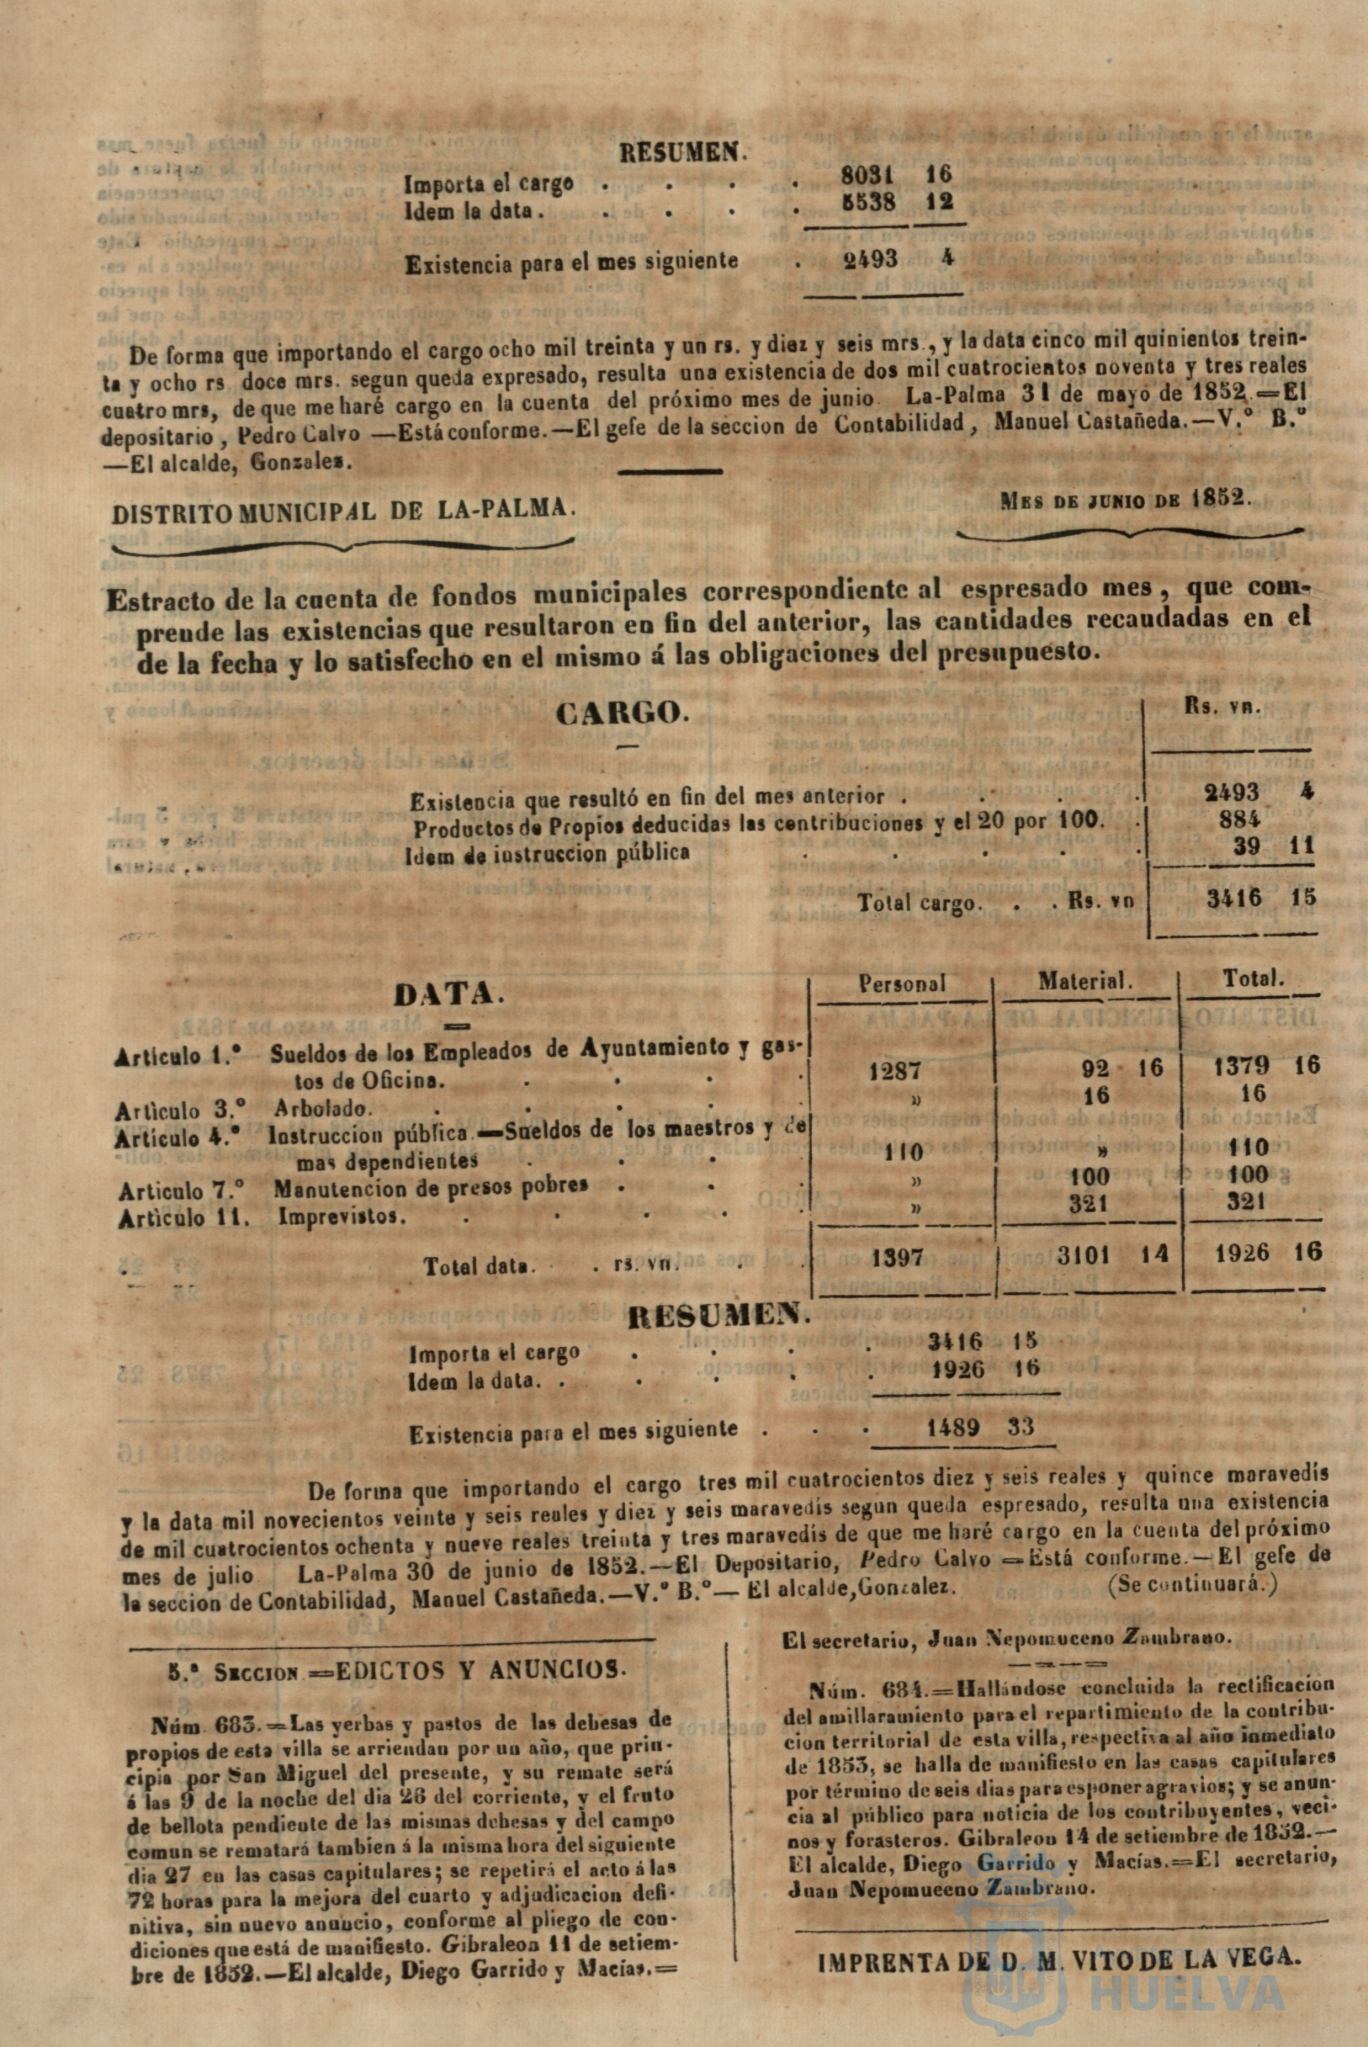 RESUMEN.
Importa el cargo . . . . 8031 16
Idem la data. . . . . 5538 12
Existencia para el mes siguiente . 2493 4
De forma que importando el cargo ocho mil treinta y un rs. y diez y seis mrs., y la data cinco mil quinientos trein-
ta y ocho rs doce mrs. segun queda expresado, resulta una existencia de dos mil cuatrocientos noventa y tres reales
cuatro mrs, de que me haré cargo en la cuenta del próximo mes de junio. La-Palma 31 de mayo de 1852.=El
depositario, Pedro Calvo —Está conforme.—El gefe de la seccion de Contabilidad, Manuel Castañeda.—V.º B.º
—El alcalde, Gonzales.
DISTRITO MUNICIPAL DE LA-PALMA. MES DE JUNIO DE 1852.
Estracto de la cuenta de fondos municipales correspondiente al espresado mes, que com-
prende las existencias que resultaron en fin del anterior, las cantidades recaudadas en el
de la fecha y lo satisfecho en el mismo á las obligaciones del presupuesto.
CARGO. Rs. vn.
Existencia que resultó en fin del mes anterior . . . . 2493 4
Productos de Propios deducidas las contribuciones y el 20 por 100. . 884
Idem de instruccion pública . . . . . 39 11
Total cargo. . . Rs. vn 3416 15
DATA. Personal Material. Total.
Articulo 1.º Sueldos de los Empleados de Ayuntamiento y gas-
tos de Oficina. . . . . 1287 92 16 1379 16
Artìculo 3.º Arbolado. . . . . . » 16 16
Artículo 4.º Instruccion pública.—Sueldos de los maestros y de
mas dependientes . . . . 110 » 110
Articulo 7.º Manutencion de presos pobres . . . » 100 100
Artìculo 11. Imprevistos. . . . . . » 321 321
Total data. . . rs. vn. . . 1397 3101 14 1926 16
RESUMEN.
Importa el cargo . . . . 3416 15
Idem la data. . . . . . 1926 16
Existencia para el mes siguiente . . . 1489 33
De forma que importando el cargo tres mil cuatrocientos diez y seis reales y quince maravedís
y la data mil novecientos veinte y seis reales y diez y seis maravedís segun queda espresado, resulta una existencia
de mil cuatrocientos ochenta y nueve reales treinta y tres maravedís de que me haré cargo en la cuenta del próximo
mes de julio La-Palma 30 de junio de 1852.—El Depositario, Pedro Calvo =Está conforme.—El gefe de
la seccion de Contabilidad, Manuel Castañeda.—V.º B.º— El alcalde, Gonzalez. (Se continuará.)
5.ª SECCION =EDICTOS Y ANUNCIOS.
Núm 683.=Las yerbas y pastos de las dehesas de
propios de esta villa se arriendan por un año, que prin-
cipia por San Miguel del presente, y su remate será
á las 9 de la noche del dia 26 del corriente, y el fruto
de bellota pendiente de las mismas dehesas y del campo
comun se rematará tambien á la misma hora del siguiente
dia 27 en las casas capitulares; se repetirá el acto á las
72 horas para la mejora del cuarto y adjudicacion defi-
nitiva, sin nuevo anuncio, conforme al pliego de con-
diciones que está de manifiesto. Gibraleon 11 de setiem-
bre de 1852.—El alcalde, Diego Garrido y Macías.=
El secretario, Juan Nepomuceno Zambrano.
Núm. 684.=Hallándose concluida la rectificacion
del amillaramiento para el repartimiento de la contribu-
cion territorial de esta villa, respectiva al año inmediato
de 1853, se halla de manifiesto en las casas capitulares
por término de seis dias para esponer agravios; y se anun-
cia al público para noticia de los contribuyentes, veci-
nos y forasteros. Gibraleon 14 de setiembre de 1852.—
El alcalde, Diego Garrido y Macías.=El secretario,
Juan Nepomuceno Zambrano.
IMPRENTA DE D. M. VITO DE LA VEGA.
HUELVA